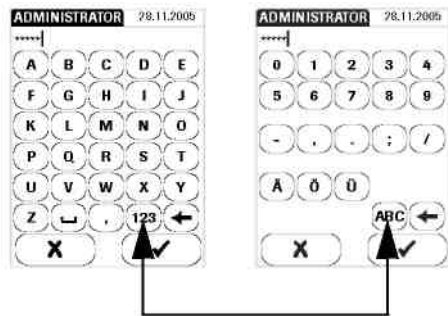 ADMINISTRATOR 28.11.2005
*****
A B C D E
F G H I J
K L M N O
P Q R S T
U V W X Y
Z ␣ . 123 ←
X ✓
ADMINISTRATOR 28.11.2005
*****
0 1 2 3 4
5 6 7 8 9
- , . ; /
Ä Ö Ü
ABC ←
X ✓